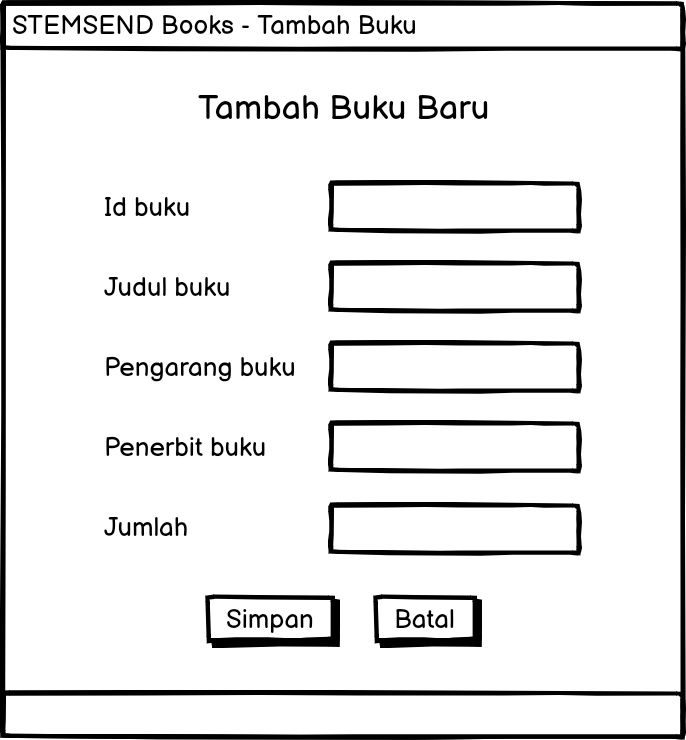 STEMSEND Books - Tambah Buku
Tambah Buku Baru
Id buku
Judul buku
Pengarang buku
Penerbit buku
Jumlah
Simpan Batal